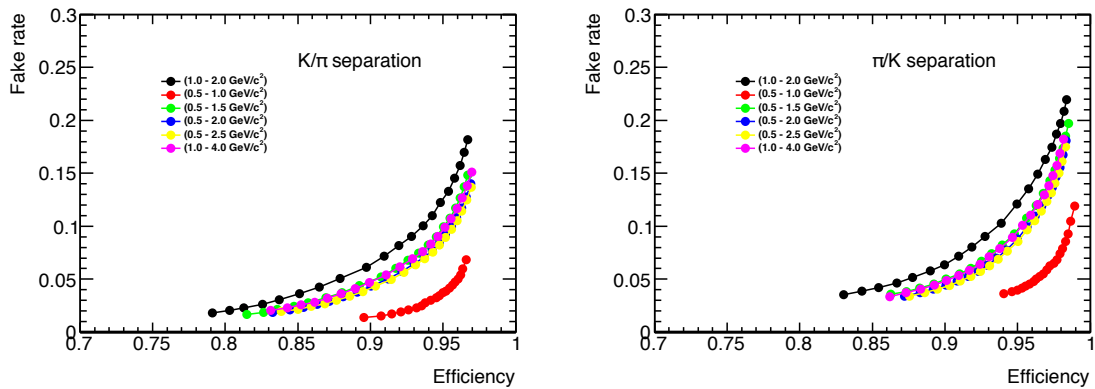 Fake rate
0.3
0.25
0.2
0.15
0.1
0.05
0
K/π separation
(1.0 - 2.0 GeV/c²)
(0.5 - 1.0 GeV/c²)
(0.5 - 1.5 GeV/c²)
(0.5 - 2.0 GeV/c²)
(0.5 - 2.5 GeV/c²)
(1.0 - 4.0 GeV/c²)
0.7 0.75 0.8 0.85 0.9 0.95 1
Efficiency
Fake rate
0.3
0.25
0.2
0.15
0.1
0.05
0
π/K separation
(1.0 - 2.0 GeV/c²)
(0.5 - 1.0 GeV/c²)
(0.5 - 1.5 GeV/c²)
(0.5 - 2.0 GeV/c²)
(0.5 - 2.5 GeV/c²)
(1.0 - 4.0 GeV/c²)
0.7 0.75 0.8 0.85 0.9 0.95 1
Efficiency